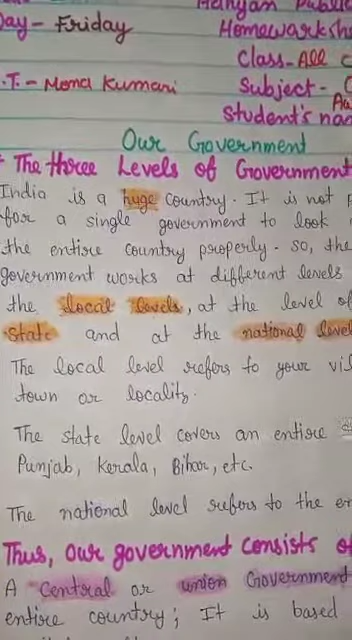 Day - Friday
Homework
Class - All
.T. - Mona Kumari
Subject -
Student's
Our Government
The three Levels of Government
India is a huge country. It is not
for a single government to look
the entire country properly. so, the
government works at different levels
the local levels, at the level of
state and at the national level
The local level refers to your
town or locality.
The state level covers an entire
Punjab, Kerala, Bihar, etc.
The national level refers to the
Thus, our government consists of
A Central or union Government
entire country; It is based